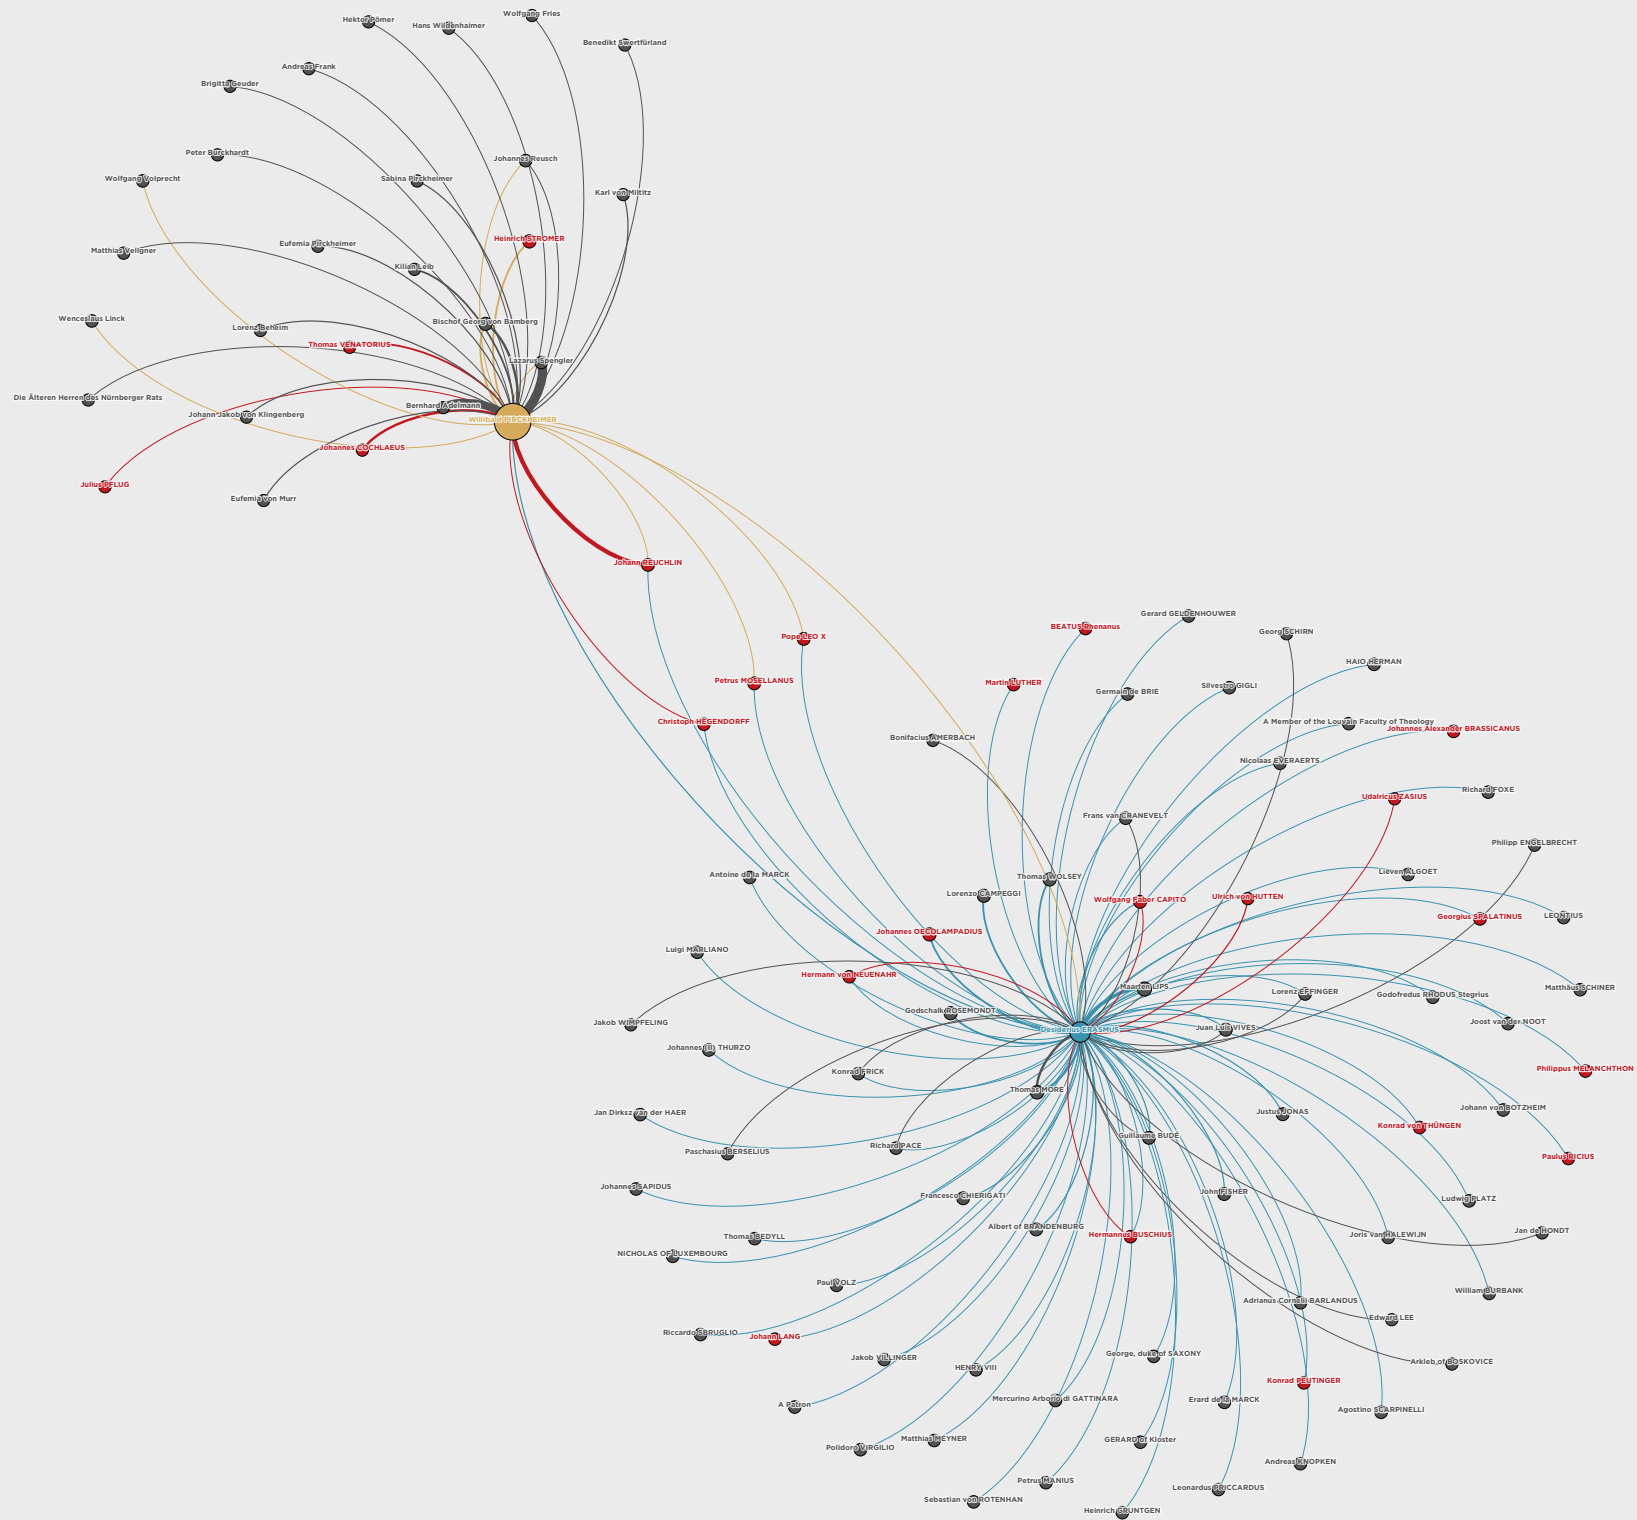 Wolfgang Fries
Hektor Pömer
Hans Wildenhaimer
Benedikt Swertfürland
Andreas Frank
Brigitta Geuder
Peter Burckhardt
Johannes Reusch
Wolfgang Volprecht
Sabina Pirckheimer
Karl von Miltitz
Heinrich STROMER
Eufemia Pirckheimer
Matthias Vellgner
Kilian Leib
Wenceslaus Linck
Bischof Georg von Bamberg
Lorenz Beheim
Thomas VENATORIUS
Lazarus Spengler
Die Älteren Herren des Nürnberger Rats
Bernhard Adelmann
Johann Jakob von Klingenberg
Willibald PIRCKHEIMER
Johannes COCHLAEUS
Julius PFLUG
Eufemia von Murr
Johann REUCHLIN
Gerard GELDENHOUWER
BEATUS Rhenanus
Georg SCHIRN
Pope LEO X
HAIO HERMAN
Petrus MOSELLANUS
Martin LUTHER
Silvestro GIGLI
Germain de BRIE
Christoph HEGENDORFF
A Member of the Louvain Faculty of Theology
Johannes Alexander BRASSICANUS
Bonifacius AMERBACH
Nicolaas EVERAERTS
Richard FOXE
Udalricus ZASIUS
Frans van CRANEVELT
Philipp ENGELBRECHT
Lieven ALGOET
Antoine de la MARCK
Thomas WOLSEY
Lorenzo CAMPEGGI
Ulrich von HUTTEN
Wolfgang Faber CAPITO
Georgius SPALATINUS
LEONTIUS
Johannes OECOLAMPADIUS
Luigi MARLIANO
Hermann von NEUENAHR
Maarten LIPS
Matthäus SCHINER
Lorenz EFFINGER
Godofredus RHODUS Stegrius
Godschalk ROSEMONDT
Jakob WIMPFELING
Joost van der NOOT
Desiderius ERASMUS
Juan Luis VIVES
Johannes (II) THURZO
Philippus MELANCHTHON
Konrad FRICK
Thomas MORE
Johann von BOTZHEIM
Justus JONAS
Jan Dirksz van der HAER
Konrad von THÜNGEN
Guillaume BUDÉ
Richard PACE
Paschasius BERSELIUS
Paulus RICIUS
Johannes SAPIDUS
John FISHER
Francesco CHIERIGATI
Ludwig PLATZ
Albert of BRANDENBURG
Jan de HONDT
Hermannus BUSCHIUS
Joris van HALEWIJN
Thomas BEDYLL
NICHOLAS OF LUXEMBOURG
Paul VOLZ
William BURBANK
Adrianus Cornelii BARLANDUS
Edward LEE
Riccardo SBRUGLIO
Johann LANG
George, duke of SAXONY
Jakob VILLINGER
Arkleb of BOSKOVICE
HENRY VIII
Konrad PEUTINGER
Mercurino Arborio di GATTINARA
Erard de la MARCK
A Patron
Agostino SCARPINELLI
Matthias MEYNER
GERARD of Kloster
Polidoro VIRGILIO
Andreas KNOPKEN
Petrus MANIUS
Leonardus PRICCARDUS
Sebastian von ROTENHAN
Heinrich GRUNTGEN